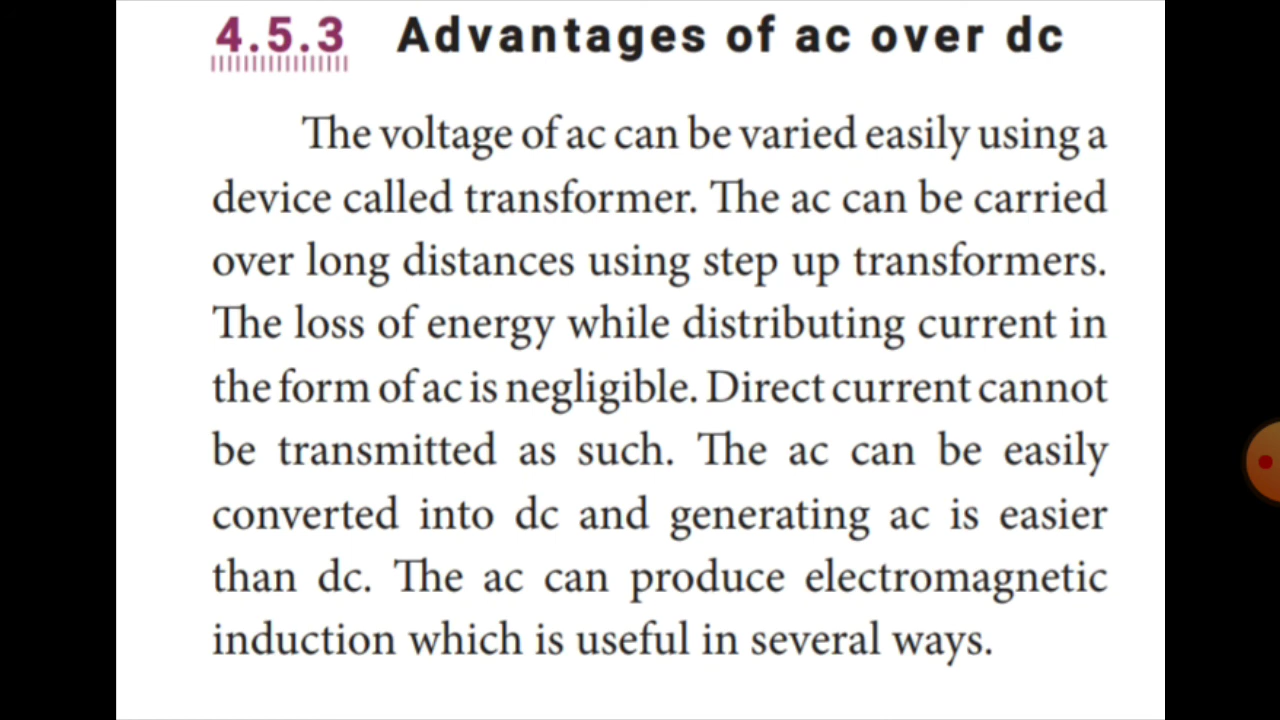 4.5.3 Advantages of ac over dc
The voltage of ac can be varied easily using a
device called transformer. The ac can be carried
over long distances using step up transformers.
The loss of energy while distributing current in
the form of ac is negligible. Direct current cannot
be transmitted as such. The ac can be easily
converted into dc and generating ac is easier
than dc. The ac can produce electromagnetic
induction which is useful in several ways.